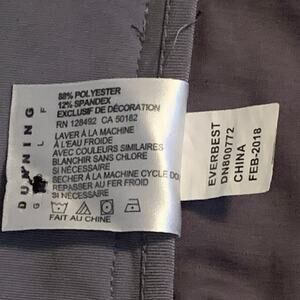 DUNNING
GOLF
88% POLYESTER
12% SPANDEX
EXCLUSIF DE DÉCORATION
RN 128492 CA 50182
LAVER À LA MACHINE
À L'EAU FROIDE
AVEC COULEURS SIMILAIRES
BLANCHIR SANS CHLORE
SI NÉCESSAIRE
SÉCHER À LA MACHINE CYCLE DO
REPASSER AU FER FROID
SI NÉCESSAIRE
FAIT AU CHINE
EVERBEST
DN800772
CHINA
FEB-2018